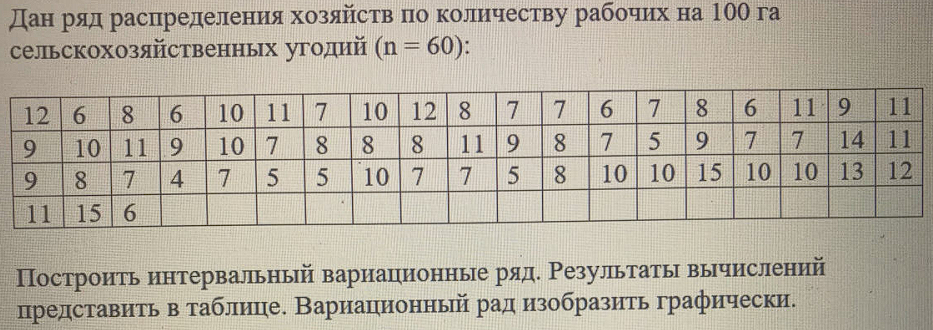 Дан ряд распределения хозяйств по количеству рабочих на 100 га
сельскохозяйственных угодий (n = 60):
12 6 8 6 10 11 7 10 12 8 7 7 6 7 8 6 11 9 11
9 10 11 9 10 7 8 8 8 11 9 8 7 5 9 7 7 14 11
9 8 7 4 7 5 5 10 7 7 5 8 10 10 15 10 10 13 12
11 15 6
Построить интервальный вариационные ряд. Результаты вычислений
представить в таблице. Вариационный рад изобразить графически.